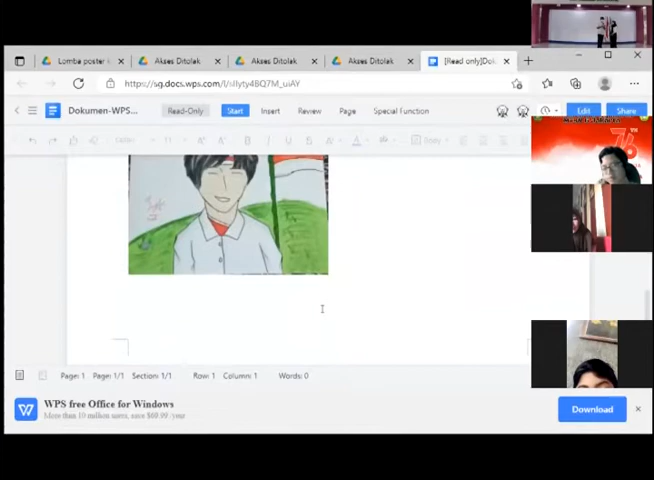 Lomba poster k
Akses Ditolak
Akses Ditolak
Akses Ditolak
[Read only]Dok
https://sg.docs.wps.com/
Dokumen-WPS...
Read-Only
Start
Insert
Review
Page
Special Function
Edit
Share
76
Page: 1
Page: 1/1
Section: 1/1
Row: 1
Column: 1
Words: 0
WPS free Office for Windows
More than 10 million users, save $60.99 /year
Download